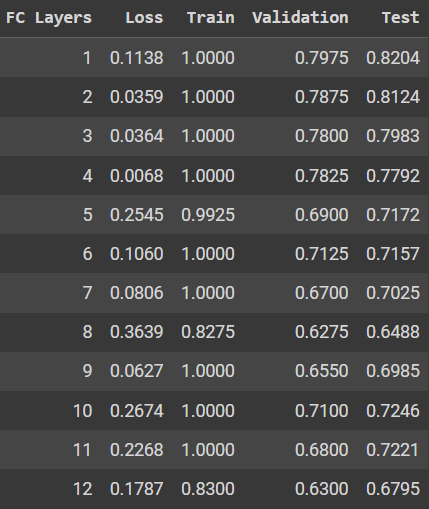 FC Layers Loss Train Validation Test
1 0.1138 1.0000 0.7975 0.8204
2 0.0359 1.0000 0.7875 0.8124
3 0.0364 1.0000 0.7800 0.7983
4 0.0068 1.0000 0.7825 0.7792
5 0.2545 0.9925 0.6900 0.7172
6 0.1060 1.0000 0.7125 0.7157
7 0.0806 1.0000 0.6700 0.7025
8 0.3639 0.8275 0.6275 0.6488
9 0.0627 1.0000 0.6550 0.6985
10 0.2674 1.0000 0.7100 0.7246
11 0.2268 1.0000 0.6800 0.7221
12 0.1787 0.8300 0.6300 0.6795